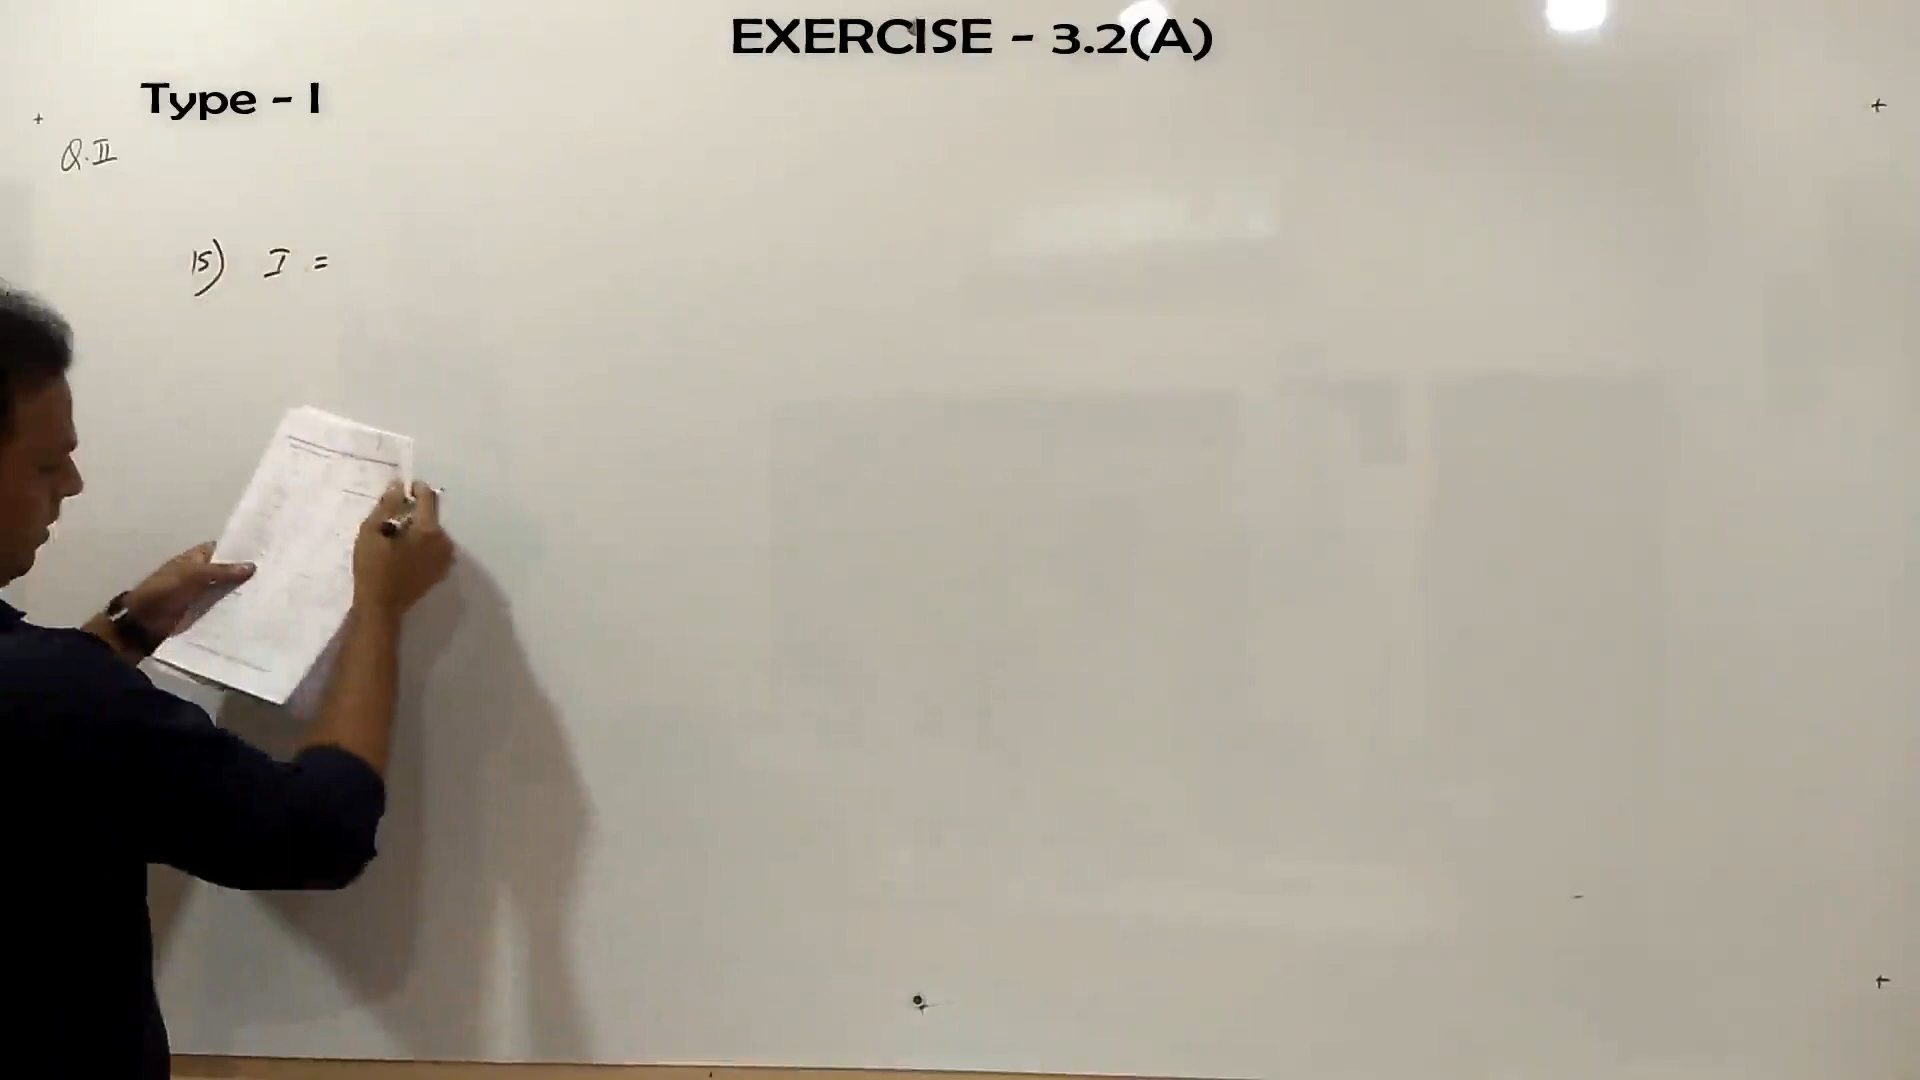 EXERCISE - 3.2(A)
Type - I
Q.II
15) I =